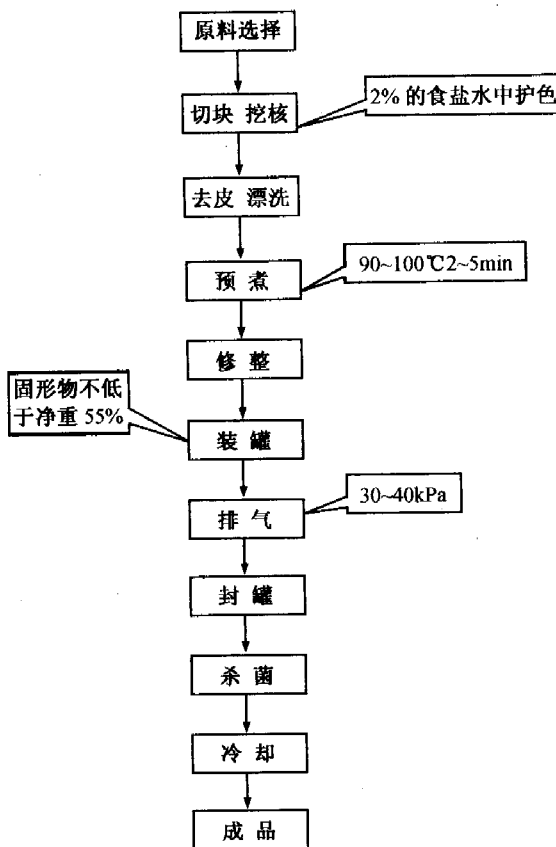 原料选择
切块 挖核
2%的食盐水中护色
去皮 漂洗
预煮
90~100℃2~5min
修整
固形物不低
于净重55%
装罐
排气
30~40kPa
封罐
杀菌
冷却
成品